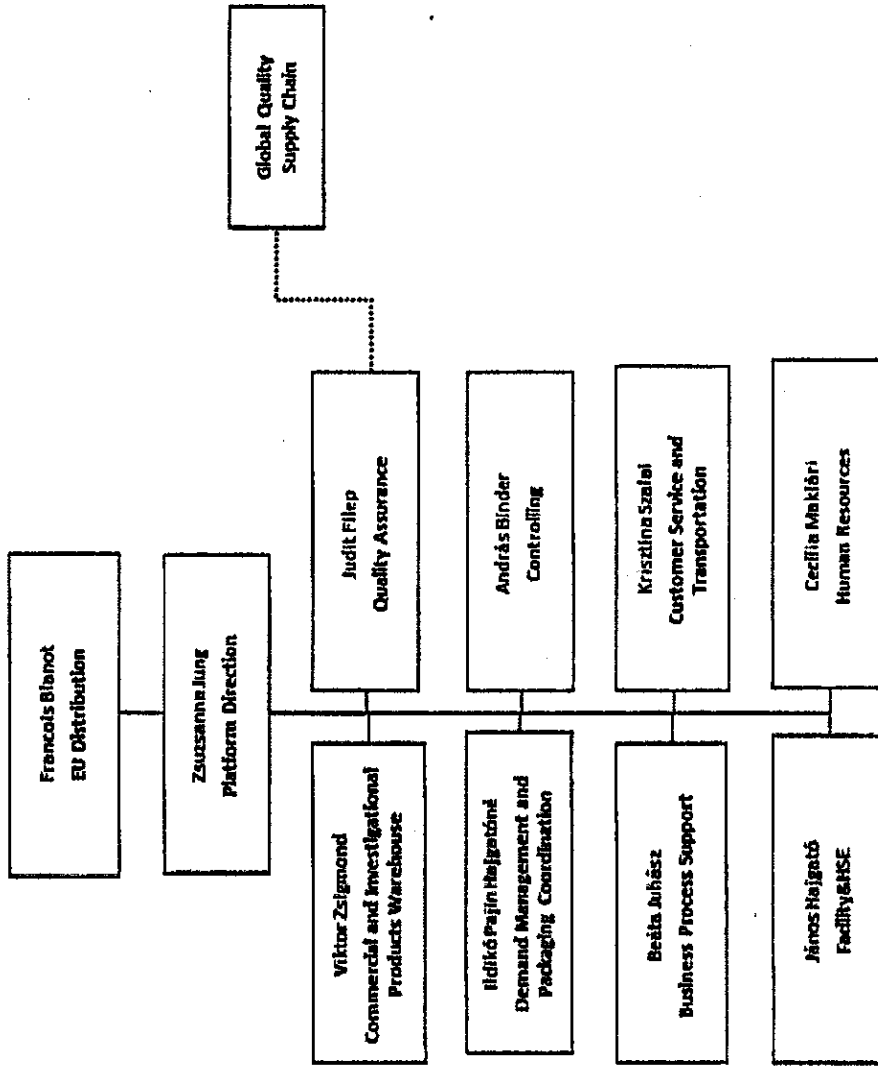 Francois Blanot
EU Distribution
Zsuzsanna Jung
Platform Direction
Global Quality
Supply Chain
Viktor Zsigmond
Commercial and Investigational
Products Warehouse
Judit Filep
Quality Assurance
Ildikó Pajin Hajgatóné
Demand Management and
Packaging Coordination
András Binder
Controlling
Beáta Juhász
Business Process Support
Krisztina Szalai
Customer Service and
Transportation
János Hajgató
Facility&HSE
Cecília Maklári
Human Resources